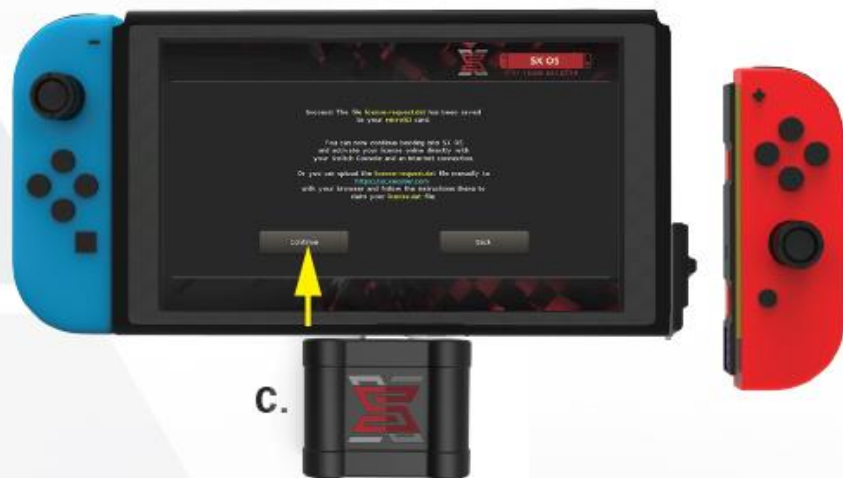 SX OS
Success! The file license-request.dat has been saved
to your microSD card.
You can now continue booting into SX OS
and activate your license online directly with
your Switch Console and an Internet connection.
Or you can upload the license-request.dat file manually to
with your browser and follow the instructions there to
claim your license.dat file.
Continue
Back
C.